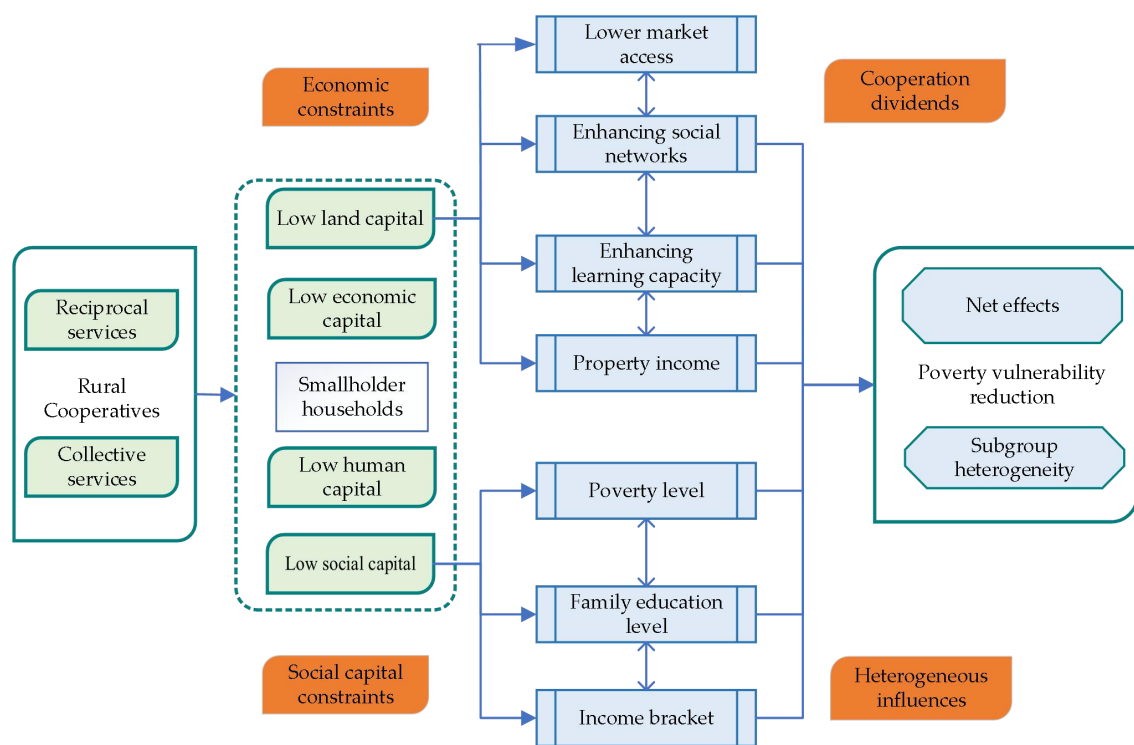 Economic
constraints
Lower market
access
Cooperation
dividends
Enhancing social
networks
Enhancing
learning capacity
Property income
Reciprocal
services
Rural
Cooperatives
Collective
services
Low land capital
Low economic
capital
Smallholder
households
Low human
capital
Low social capital
Poverty level
Family education
level
Income bracket
Net effects
Poverty vulnerability
reduction
Subgroup
heterogeneity
Social capital
constraints
Heterogeneous
influences